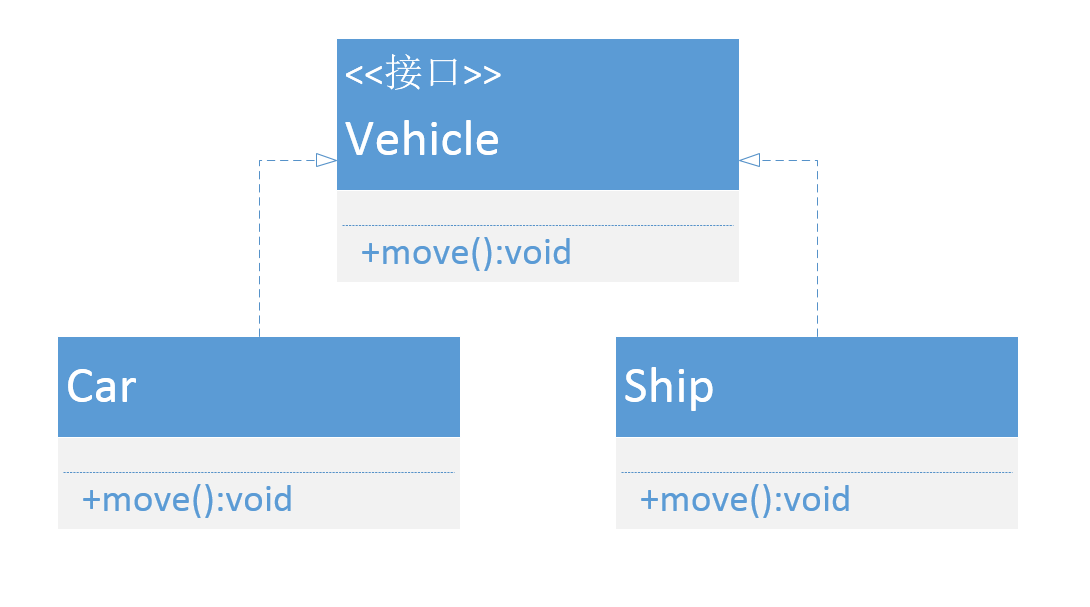 <<接口>>
Vehicle
+move():void
Car
+move():void
Ship
+move():void